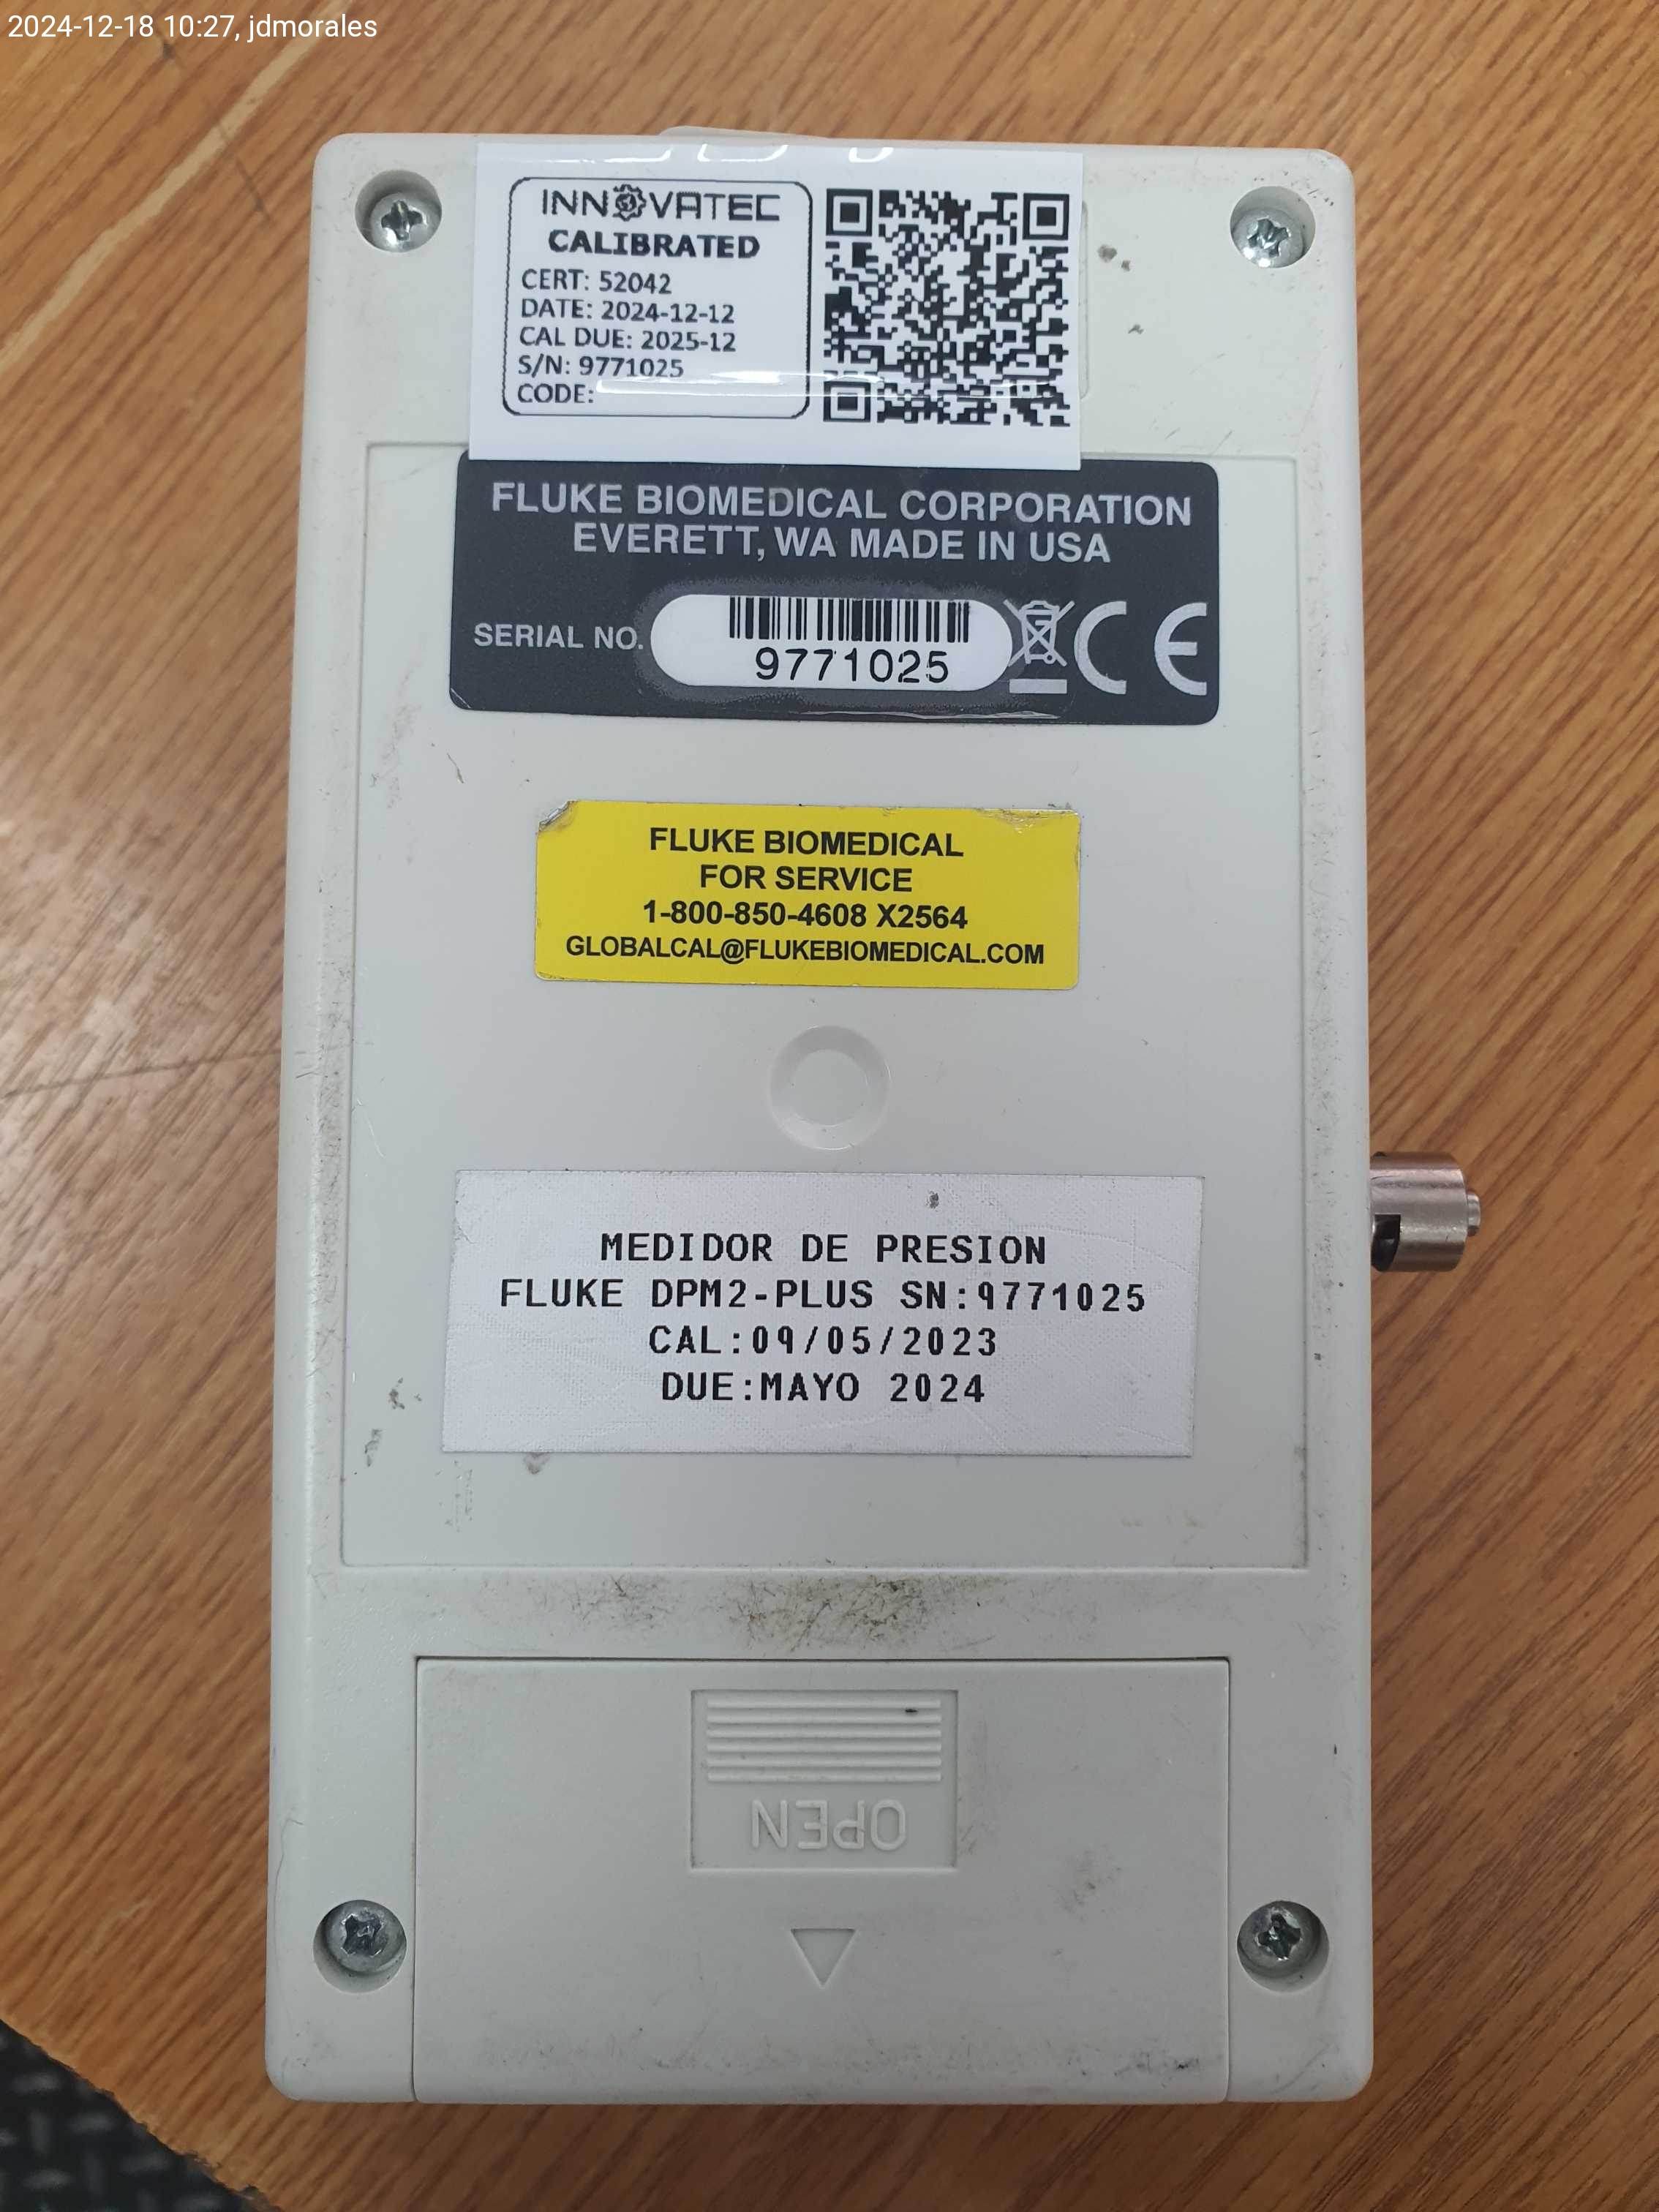 2024-12-18 10:27, jdmorales
INNOVATEC
CALIBRATED
CERT: 52042
DATE: 2024-12-12
CAL DUE: 2025-12
S/N: 9771025
CODE:
FLUKE BIOMEDICAL CORPORATION
EVERETT, WA MADE IN USA
SERIAL NO.
9771025
CE
FLUKE BIOMEDICAL
FOR SERVICE
1-800-850-4608 X2564
GLOBALCAL@FLUKEBIOMEDICAL.COM
MEDIDOR DE PRESION
FLUKE DPM2-PLUS SN:9771025
CAL:09/05/2023
DUE:MAYO 2024
OPEN